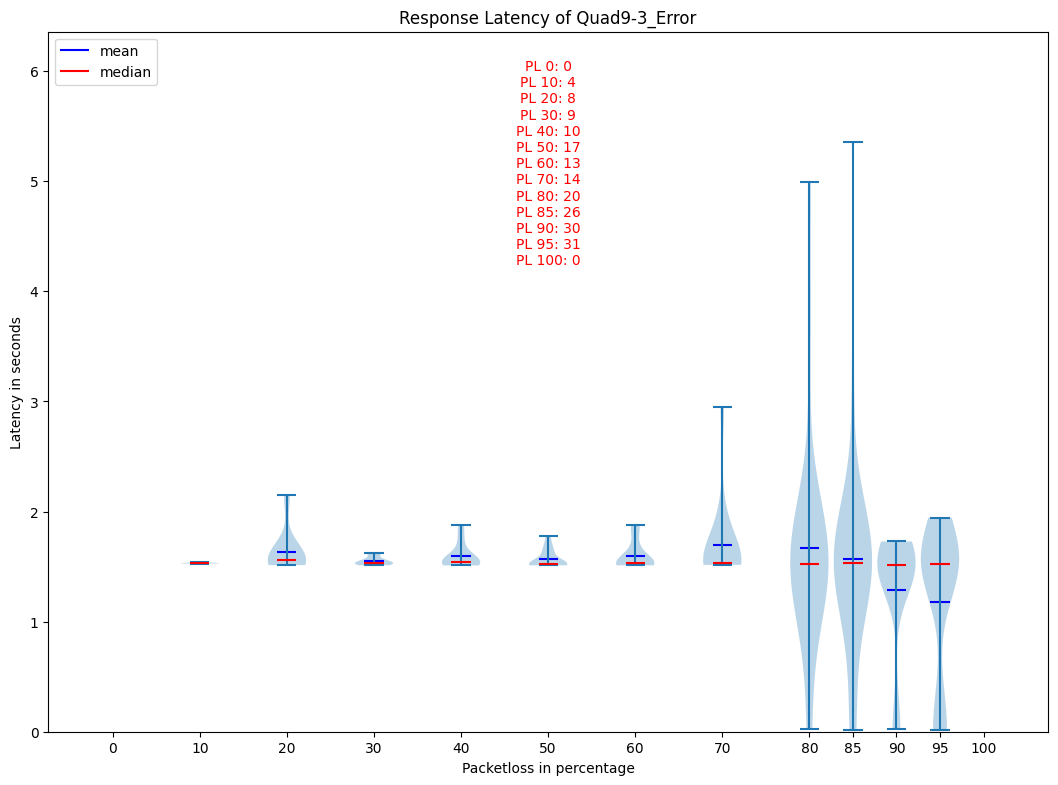 Response Latency of Quad9-3_Error
mean
median
PL 0: 0
PL 10: 4
PL 20: 8
PL 30: 9
PL 40: 10
PL 50: 17
PL 60: 13
PL 70: 14
PL 80: 20
PL 85: 26
PL 90: 30
PL 95: 31
PL 100: 0
Latency in seconds
6
5
4
3
2
1
0
0 10 20 30 40 50 60 70 80 85 90 95 100
Packetloss in percentage